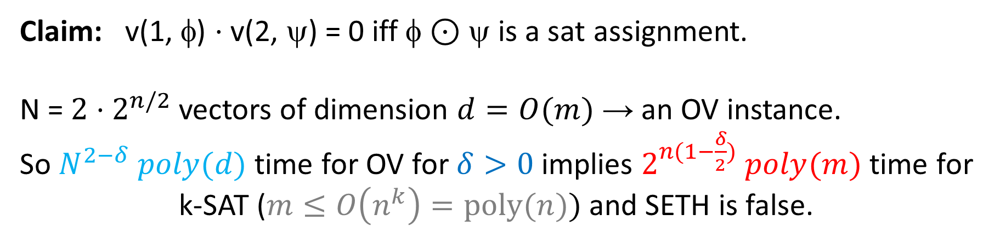 Claim: v(1, ϕ) · v(2, ψ) = 0 iff ϕ ⊙ ψ is a sat assignment.
N = 2 · 2^{n/2} vectors of dimension d = O(m) → an OV instance.
So N^{2−δ} poly(d) time for OV for δ > 0 implies 2^{n(1−\frac{δ}{2})} poly(m) time for
k-SAT (m ≤ O(n^k) = poly(n)) and SETH is false.